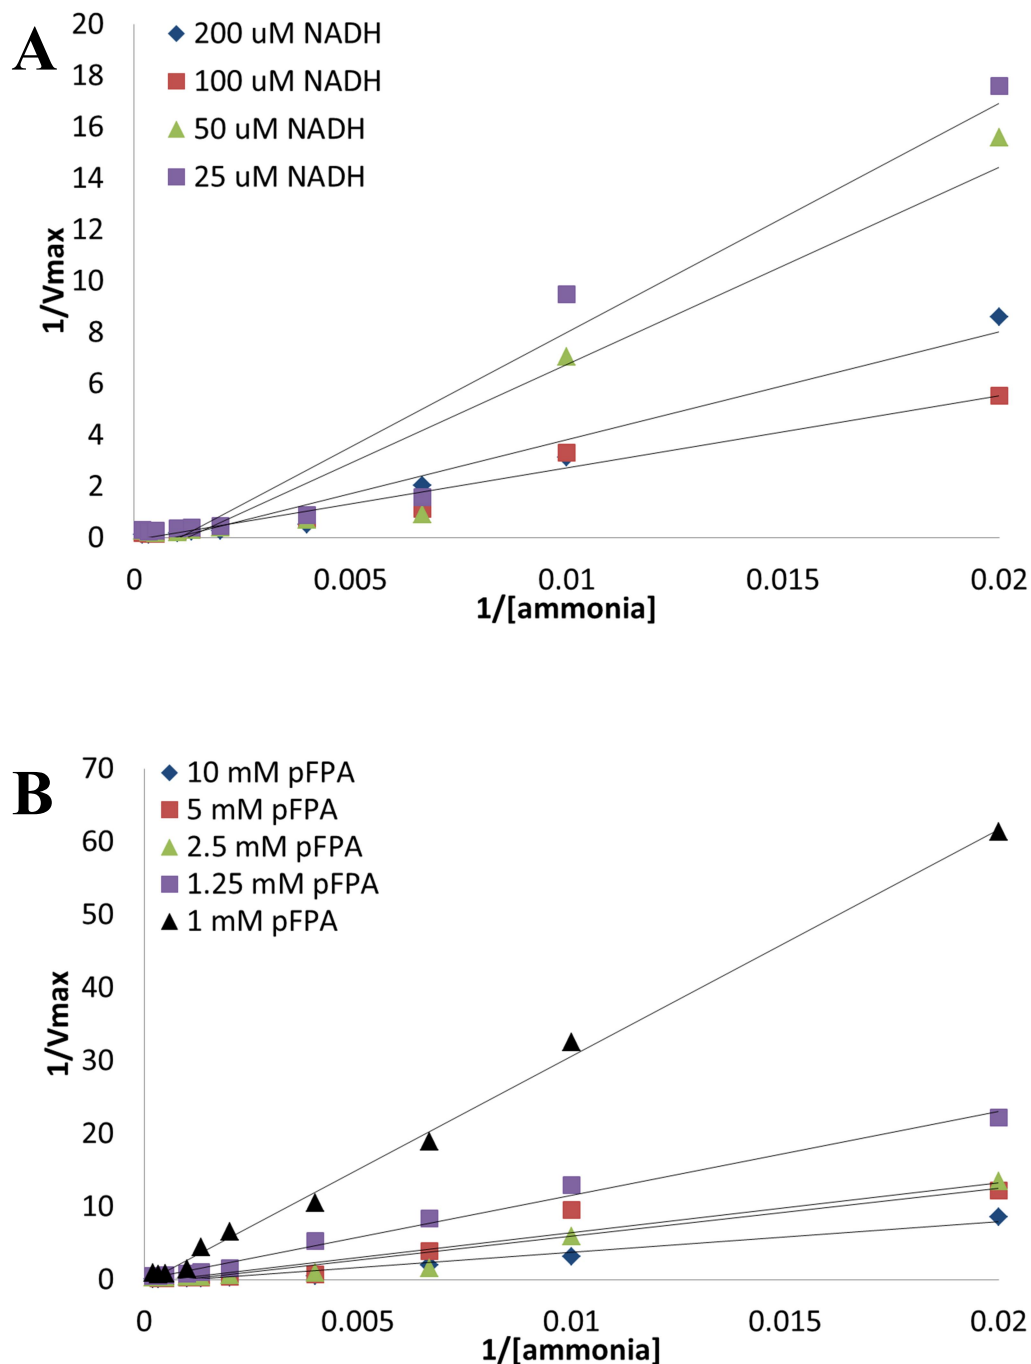 A
20
18
16
14
12
10
8
6
4
2
0
1/Vmax
200 uM NADH
100 uM NADH
50 uM NADH
25 uM NADH
0 0.005 0.01 0.015 0.02
1/[ammonia]
B
70
60
50
40
30
20
10
0
1/Vmax
10 mM pFPA
5 mM pFPA
2.5 mM pFPA
1.25 mM pFPA
1 mM pFPA
0 0.005 0.01 0.015 0.02
1/[ammonia]